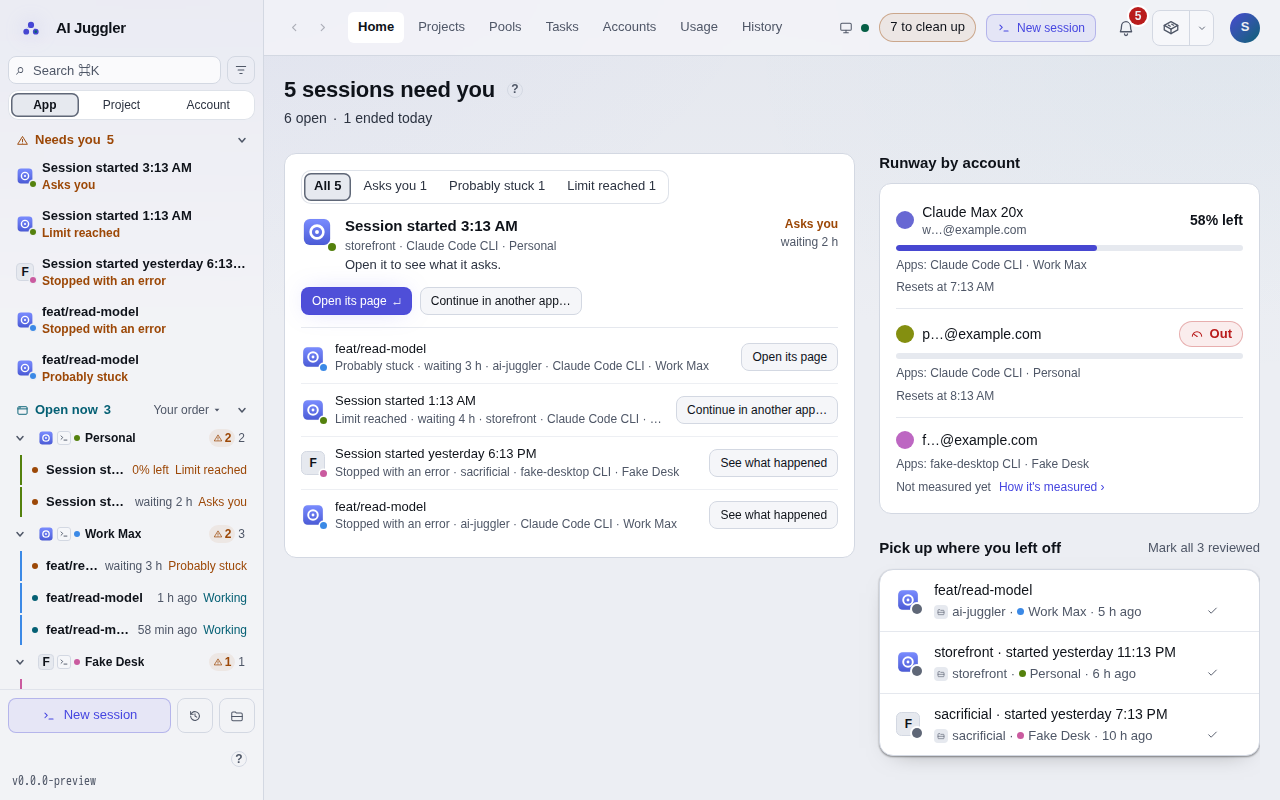 AI Juggler
Search ⌘K
App Project Account
Needs you 5
Session started 3:13 AM
Asks you
Session started 1:13 AM
Limit reached
F
Session started yesterday 6:13…
Stopped with an error
feat/read-model
Stopped with an error
feat/read-model
Probably stuck
Open now 3 Your order
Personal 2 2
Session st… 0% left Limit reached
Session st… waiting 2 h Asks you
Work Max 2 3
feat/re… waiting 3 h Probably stuck
feat/read-model 1 h ago Working
feat/read-m… 58 min ago Working
F Fake Desk 1 1
New session
?
v0.0.0-preview
Home Projects Pools Tasks Accounts Usage History
7 to clean up
New session
5
S
5 sessions need you ?
6 open · 1 ended today
All 5 Asks you 1 Probably stuck 1 Limit reached 1
Session started 3:13 AM
storefront · Claude Code CLI · Personal
Open it to see what it asks.
Asks you
waiting 2 h
Open its page ↵ Continue in another app…
feat/read-model
Probably stuck · waiting 3 h · ai-juggler · Claude Code CLI · Work Max
Open its page
Session started 1:13 AM
Limit reached · waiting 4 h · storefront · Claude Code CLI · …
Continue in another app…
F
Session started yesterday 6:13 PM
Stopped with an error · sacrificial · fake-desktop CLI · Fake Desk
See what happened
feat/read-model
Stopped with an error · ai-juggler · Claude Code CLI · Work Max
See what happened
Runway by account
Claude Max 20x
w…@example.com
58% left
Apps: Claude Code CLI · Work Max
Resets at 7:13 AM
p…@example.com Out
Apps: Claude Code CLI · Personal
Resets at 8:13 AM
f…@example.com
Apps: fake-desktop CLI · Fake Desk
Not measured yet How it's measured ›
Pick up where you left off Mark all 3 reviewed
feat/read-model
ai-juggler · Work Max · 5 h ago
storefront · started yesterday 11:13 PM
storefront · Personal · 6 h ago
F
sacrificial · started yesterday 7:13 PM
sacrificial · Fake Desk · 10 h ago